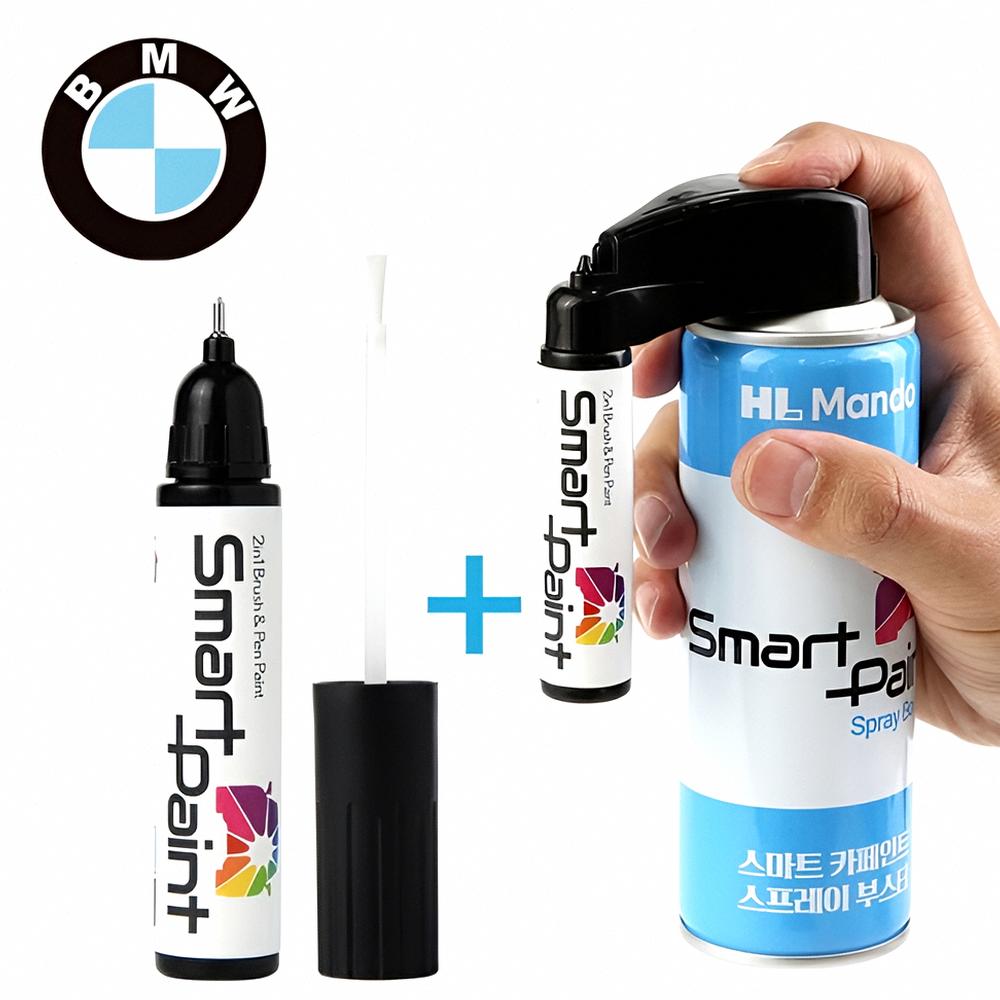 BMW
2in1 Brush & Pen Paint
Smart
Paint
2in1 Brush & Pen Paint
Smart
Paint
HL Mando
Smart
Spray
스마트 카페인트
스프레이 부스터